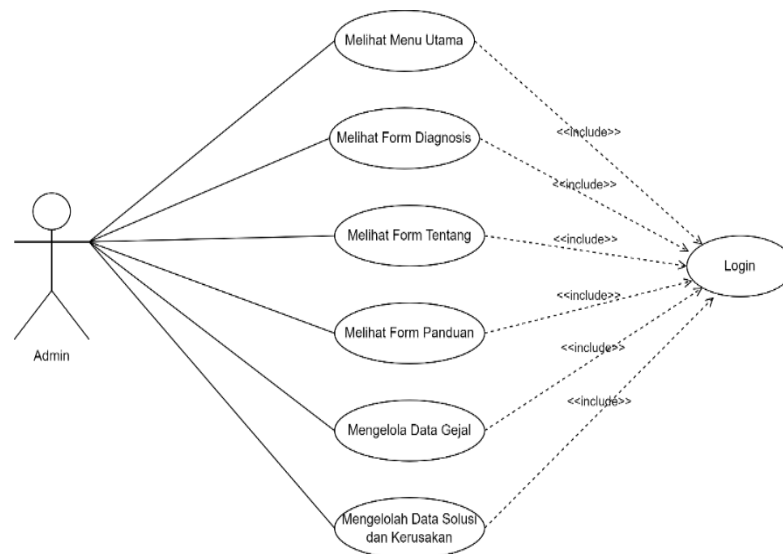 Melihat Menu Utama
<<include>>
Melihat Form Diagnosis
<<include>>
Melihat Form Tentang
<<include>>
Login
<<include>>
Melihat Form Panduan
Admin
<<include>>
<<include>>
Mengelola Data Gejal
Mengelolah Data Solusi
dan Kerusakan